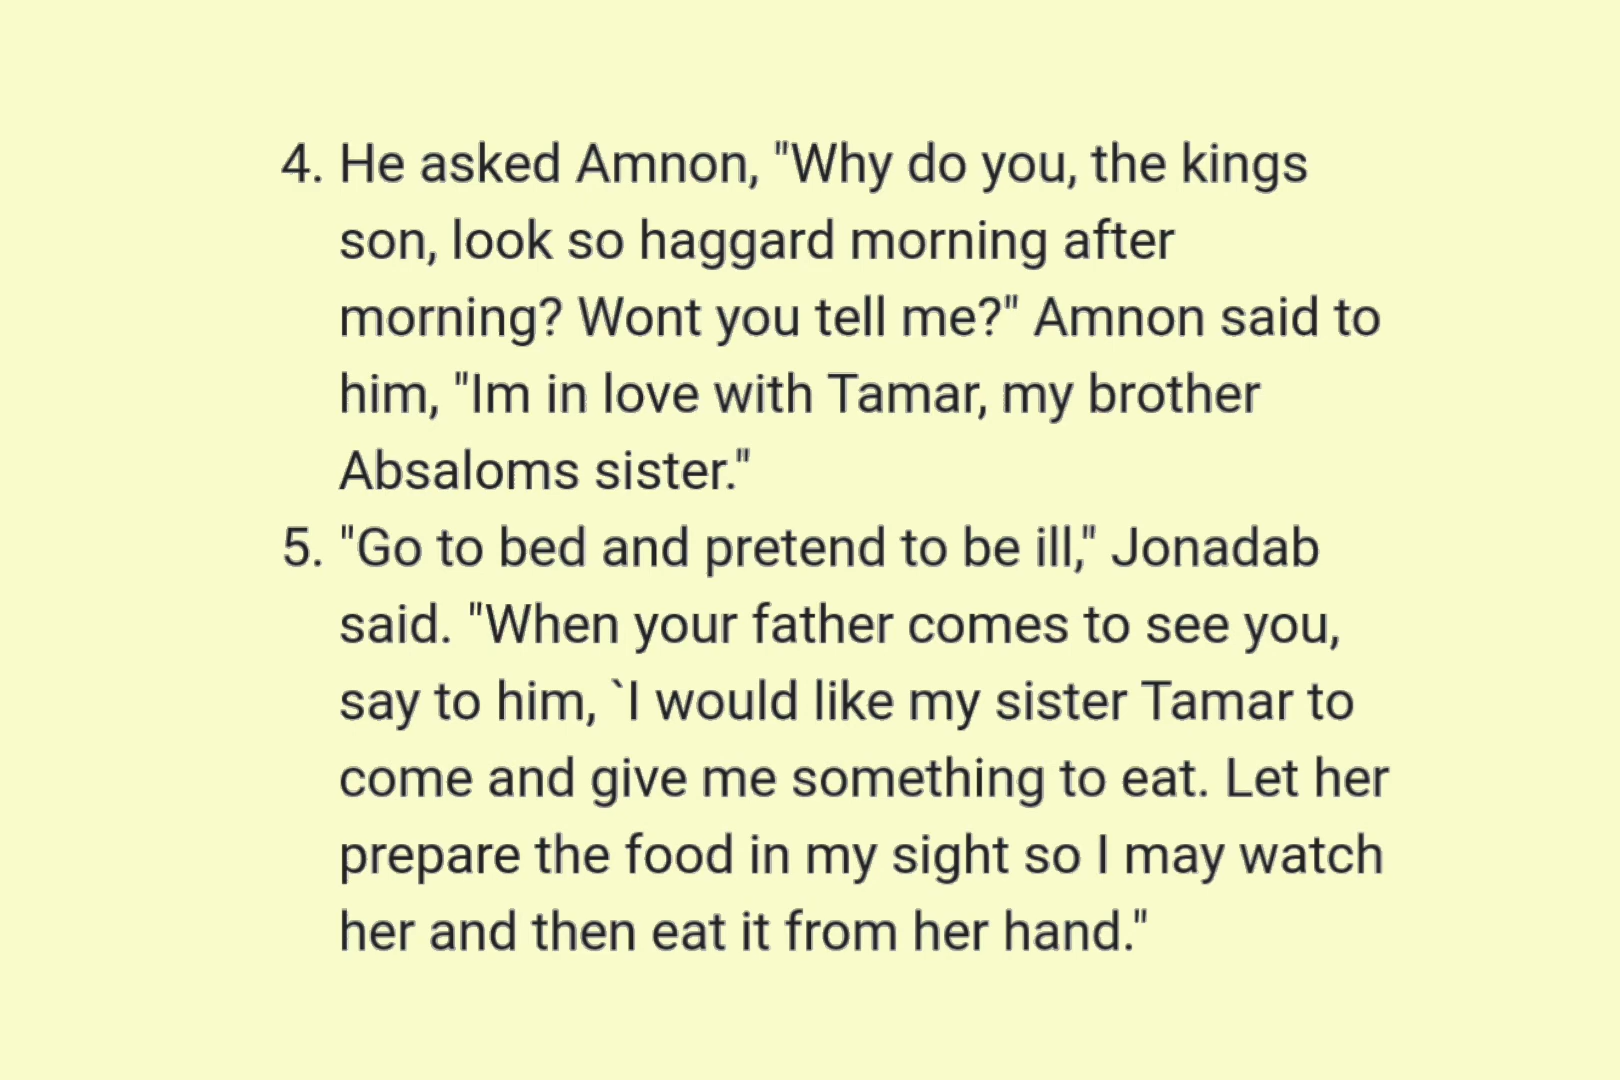 4. He asked Amnon, "Why do you, the kings
son, look so haggard morning after
morning? Wont you tell me?" Amnon said to
him, "Im in love with Tamar, my brother
Absaloms sister."
5. "Go to bed and pretend to be ill," Jonadab
said. "When your father comes to see you,
say to him, `I would like my sister Tamar to
come and give me something to eat. Let her
prepare the food in my sight so I may watch
her and then eat it from her hand."